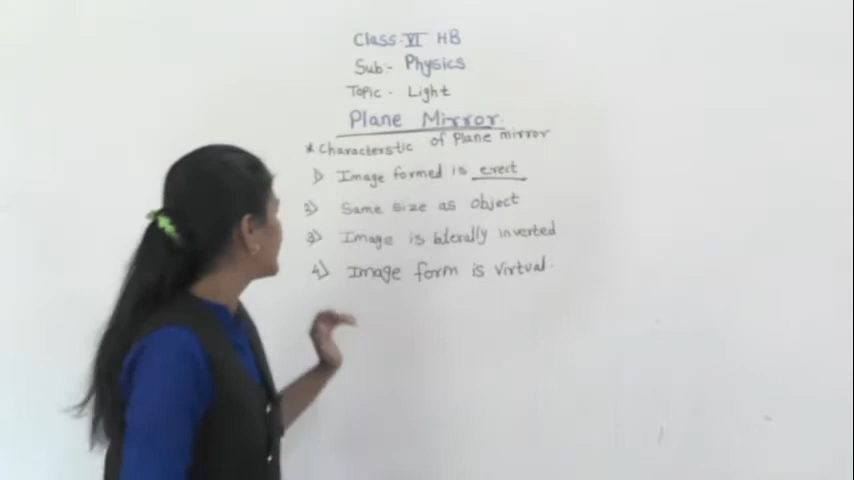 Class-VI HB
Sub:- Physics
Topic - Light
Plane Mirror
* Characterstic of Plane mirror
1) Image formed is erect
2) Same size as object
3) Image is laterally inverted
4) Image form is virtual.